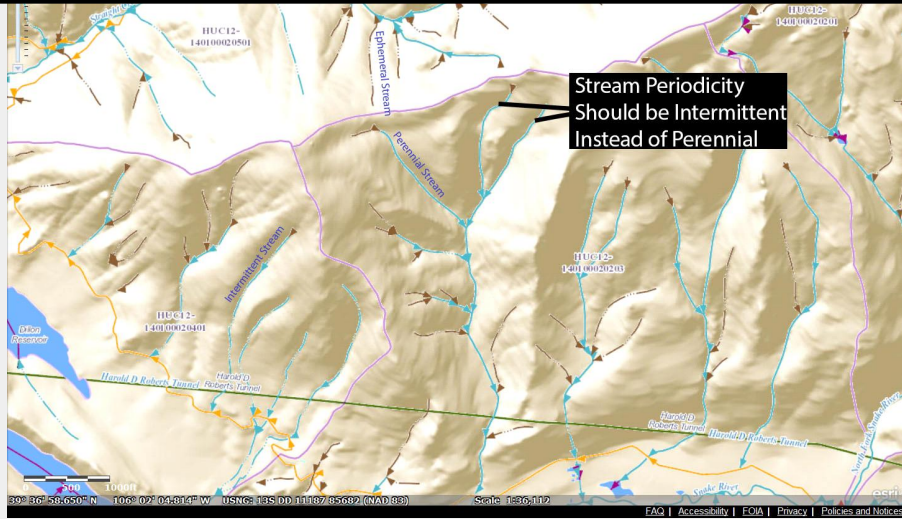 Straight
HUC12-
140100020501
HUC12-
140100020201
Ephemeral Stream
Stream Periodicity
Should be Intermittent
Instead of Perennial
Perennial Stream
Intermittent Stream
HUC12-
140100020203
HUC12-
140100020401
Dillon
Reservoir
Harold D Roberts Tunnel
Harold D
Roberts Tunnel
Harold D
Roberts Tunnel
Harold D Roberts Tunnel
North Fork Snake River
Snake River
0 500 1000ft
39° 36' 58.650" N 106° 02' 04.814" W USNG: 13S DD 11187 85682 (NAD 83) Scale 1:36,112
esri
FAQ | Accessibility | FOIA | Privacy | Policies and Notices